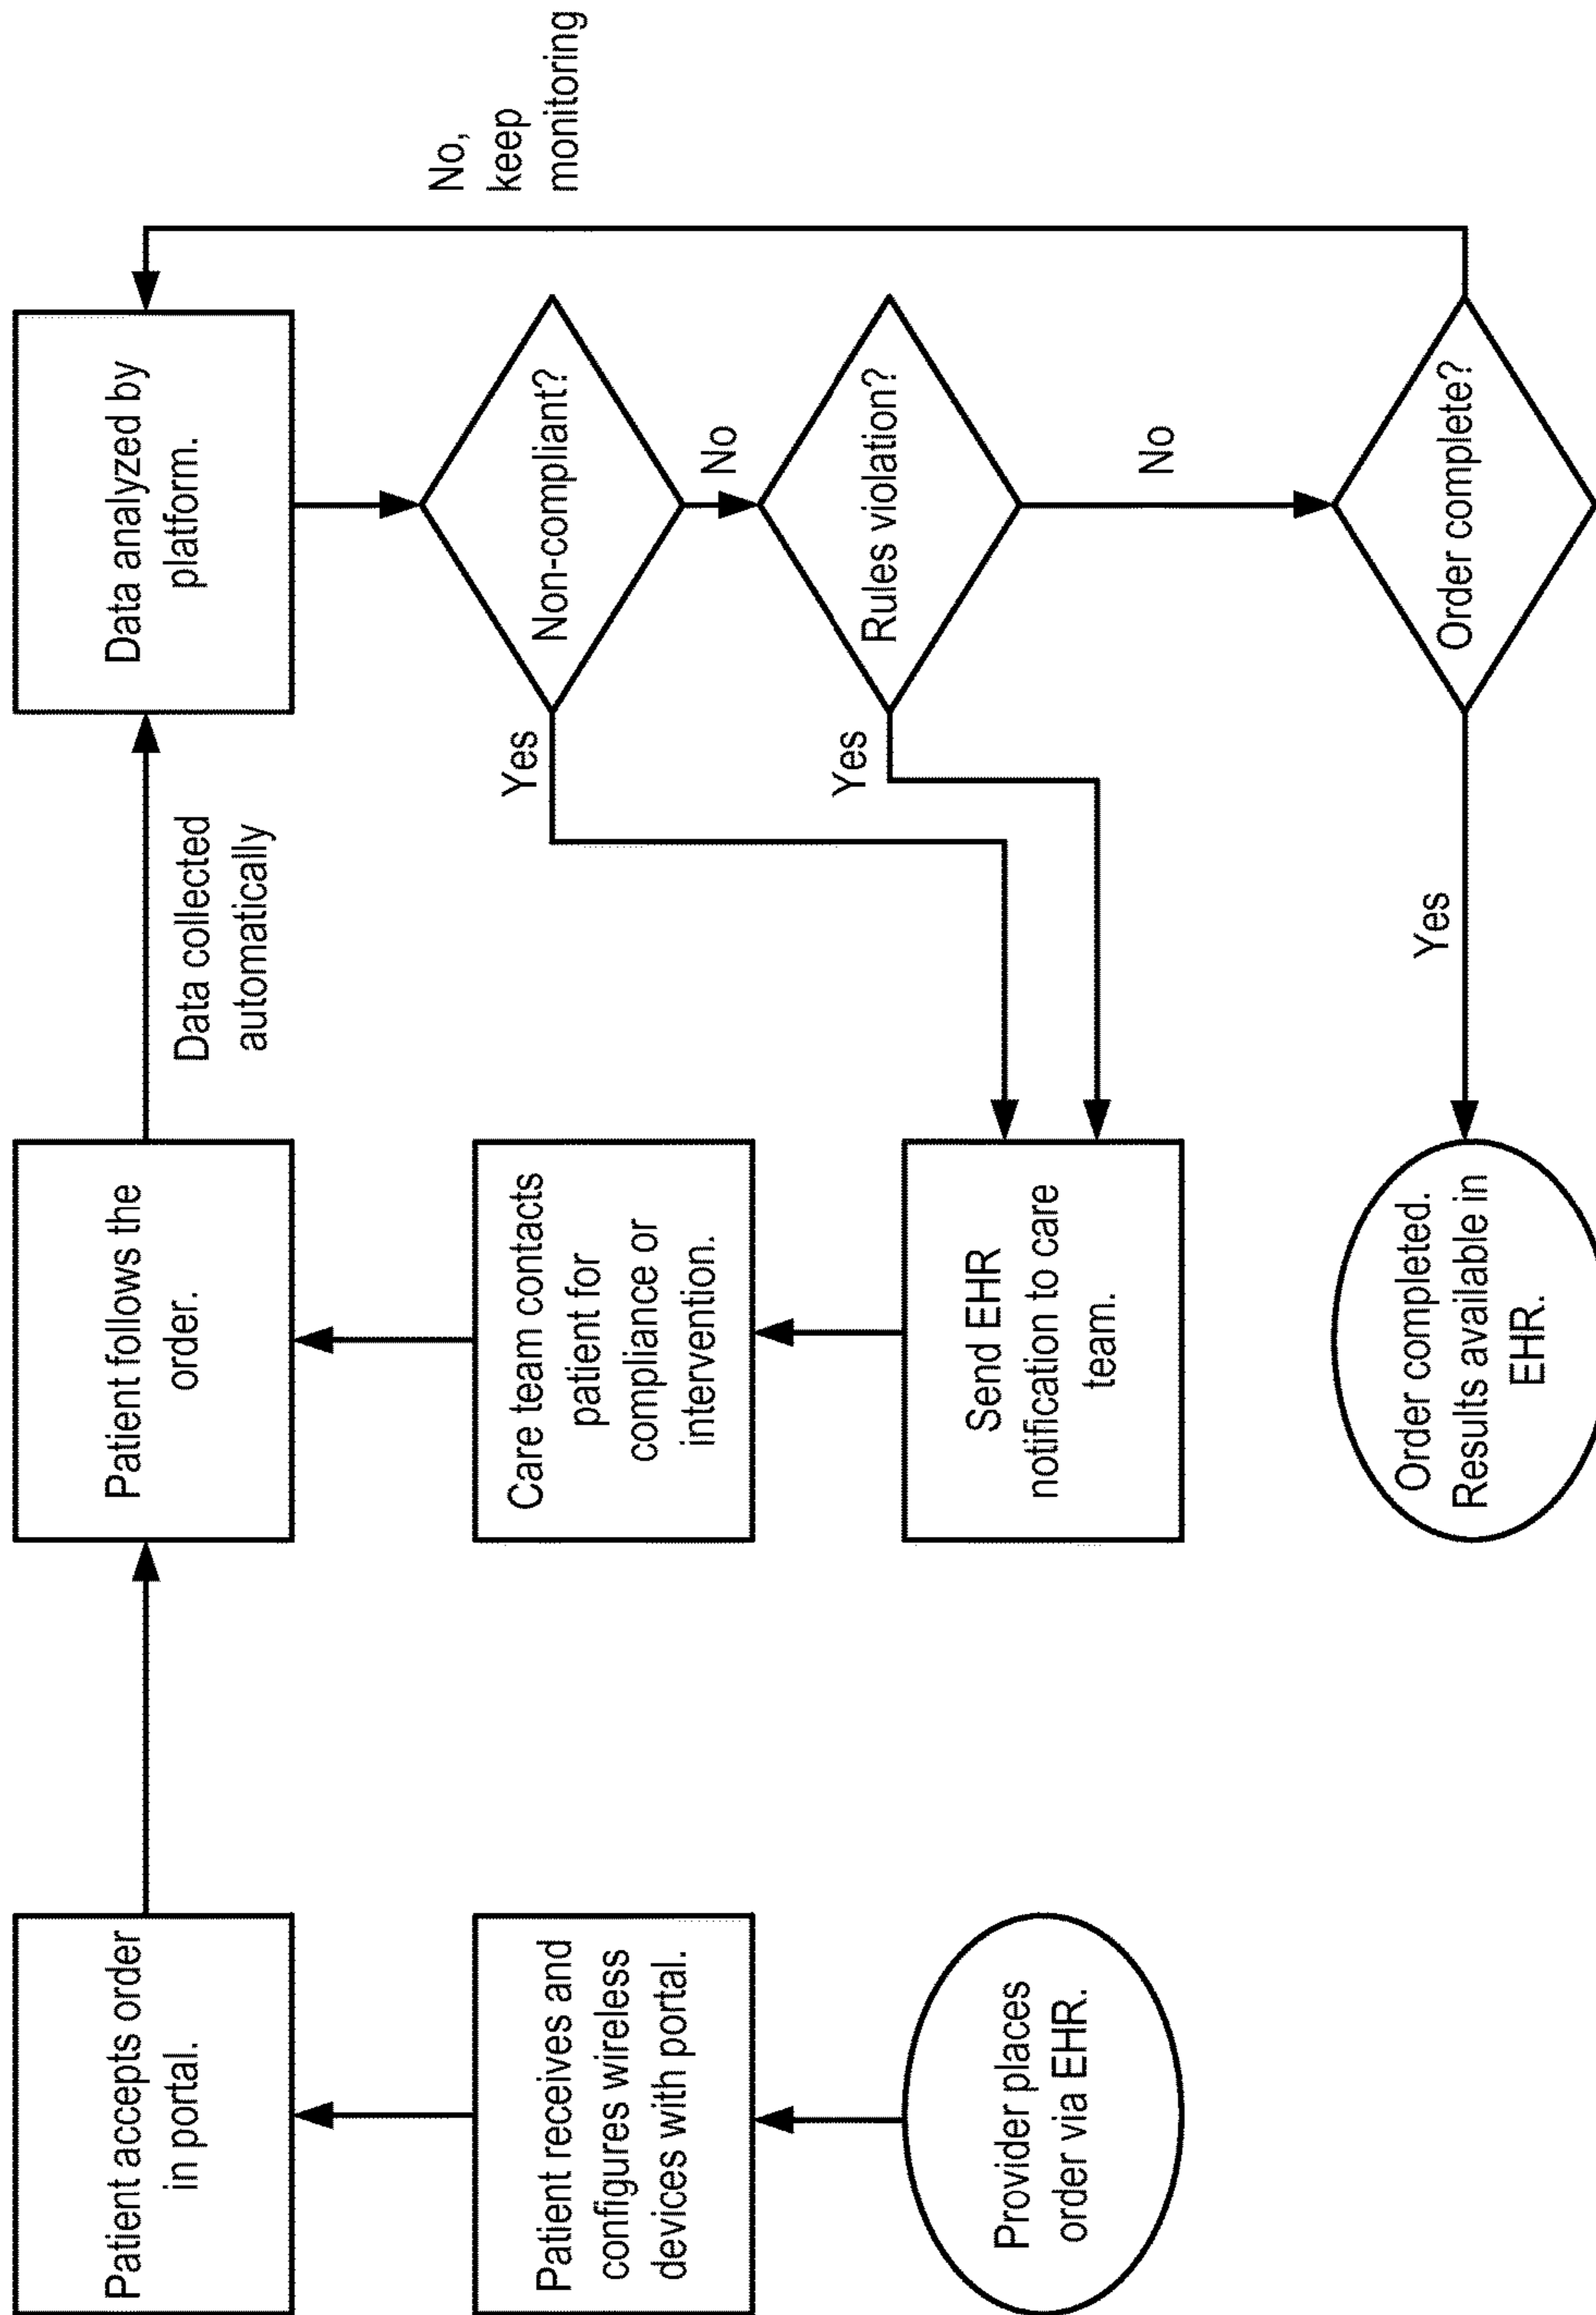 Patient accepts order
in portal.
Patient receives and
configures wireless
devices with portal.
Provider places
order via EHR.
Patient follows the
order.
Care team contacts
patient for
compliance or
intervention.
Send EHR
notification to care
team.
Order completed.
Results available in
EHR.
Data collected
automatically
Data analyzed by
platform.
Non-compliant?
Yes
No
Rules violation?
Yes
No
Order complete?
Yes
No,
keep
monitoring